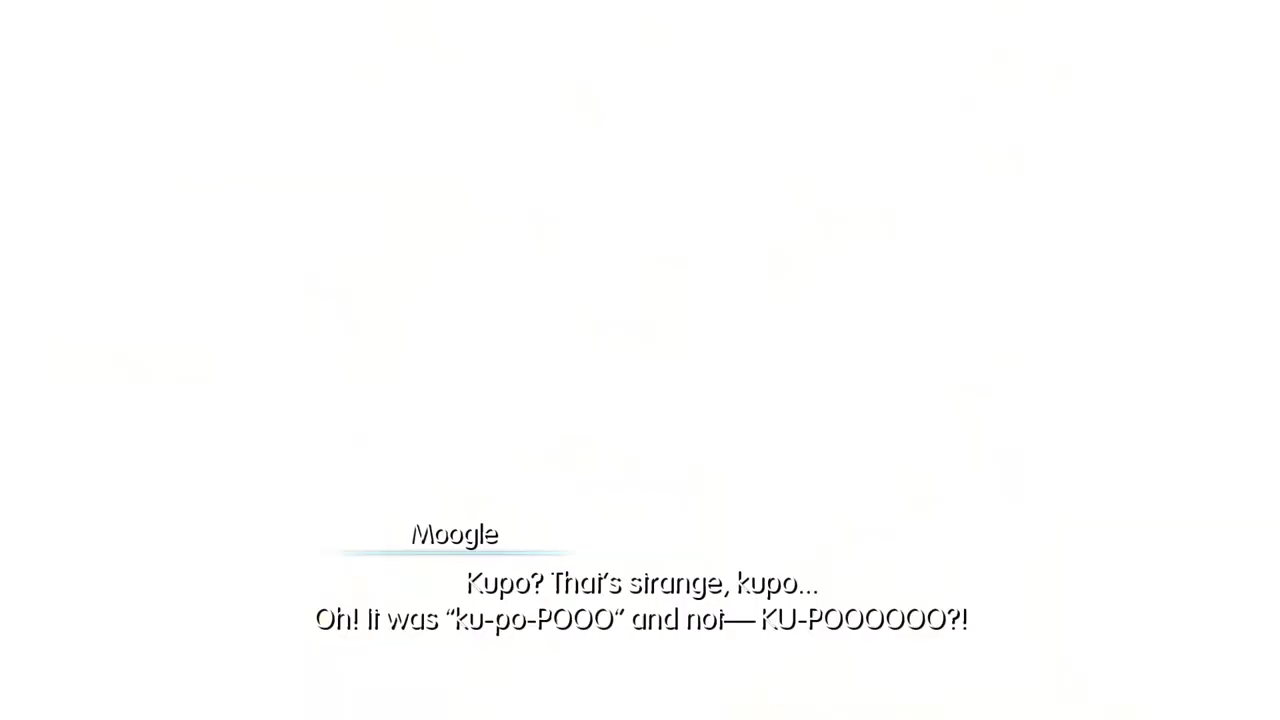 Moogle
Kupo? That's strange, kupo...
Oh! It was “ku-po-POOO” and not— KU-POOOOOO?!